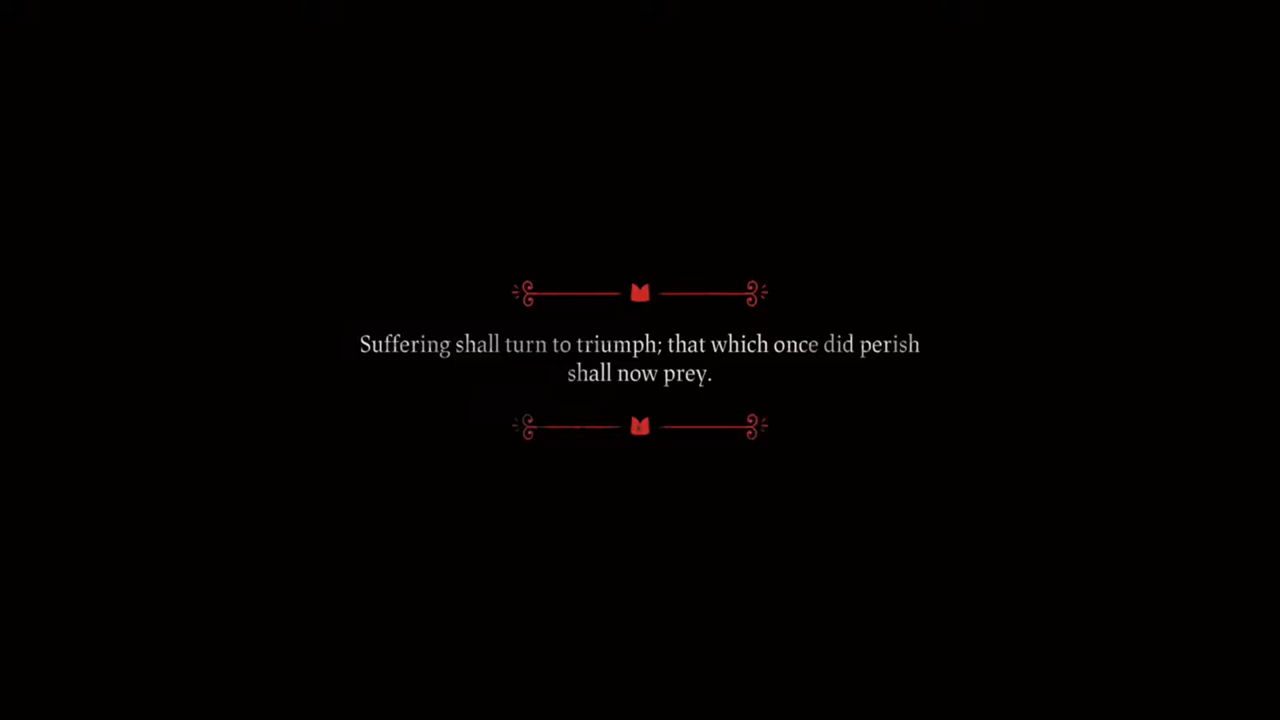 Suffering shall turn to triumph; that which once did perish
shall now prey.